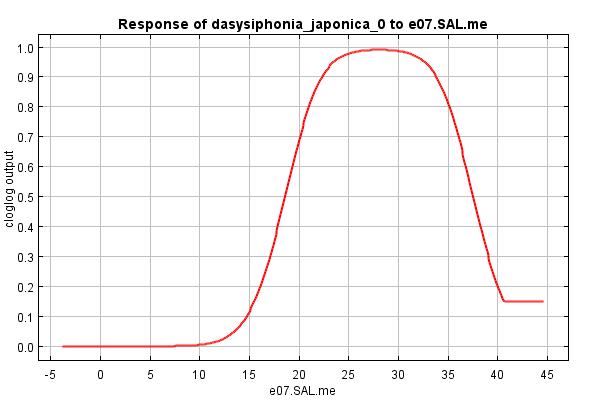 Response of dasysiphonia_japonica_0 to e07.SAL.me
1.0
0.9
0.8
0.7
0.6
0.5
0.4
0.3
0.2
0.1
0.0
cloglog output
-5 0 5 10 15 20 25 30 35 40 45
e07.SAL.me